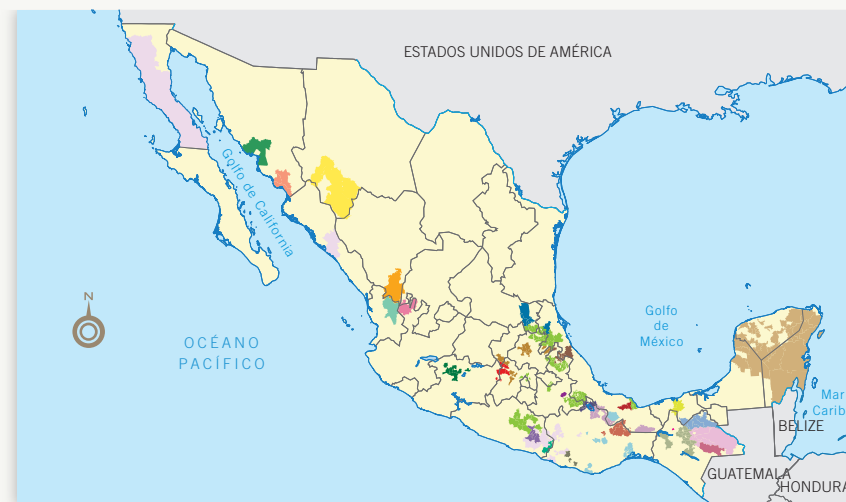 ESTADOS UNIDOS DE AMÉRICA
Golfo de California
N
OCÉANO
PACÍFICO
Golfo
de
México
Mar
Carib
BELIZE
GUATEMALA
HONDURA